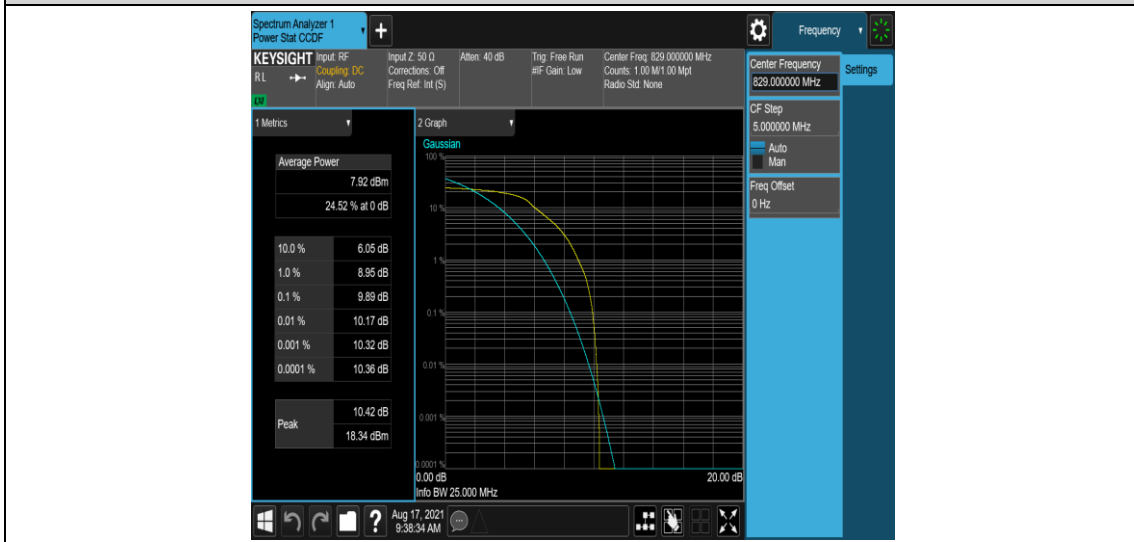 Spectrum Analyzer 1
Power Stat CCDF
+
Frequency
KEYSIGHT
RL
Input: RF
Coupling: DC
Align: Auto
Input Z: 50 Ω
Corrections: Off
Freq Ref: Int (S)
Atten: 40 dB
Trig: Free Run
#IF Gain: Low
Center Freq: 829.000000 MHz
Counts: 1.00 M/1.00 Mpt
Radio Std: None
Center Frequency
829.000000 MHz
Settings
CF Step
5.000000 MHz
Auto
Man
Freq Offset
0 Hz
1 Metrics
Average Power
7.92 dBm
24.52 % at 0 dB
10.0 % 6.05 dB
1.0 % 8.95 dB
0.1 % 9.89 dB
0.01 % 10.17 dB
0.001 % 10.32 dB
0.0001 % 10.36 dB
Peak
10.42 dB
18.34 dBm
2 Graph
Gaussian
100 %
10 %
1 %
0.1 %
0.01 %
0.001 %
0.0001 %
0.00 dB 20.00 dB
Info BW 25.000 MHz
?
Aug 17, 2021
9:38:34 AM